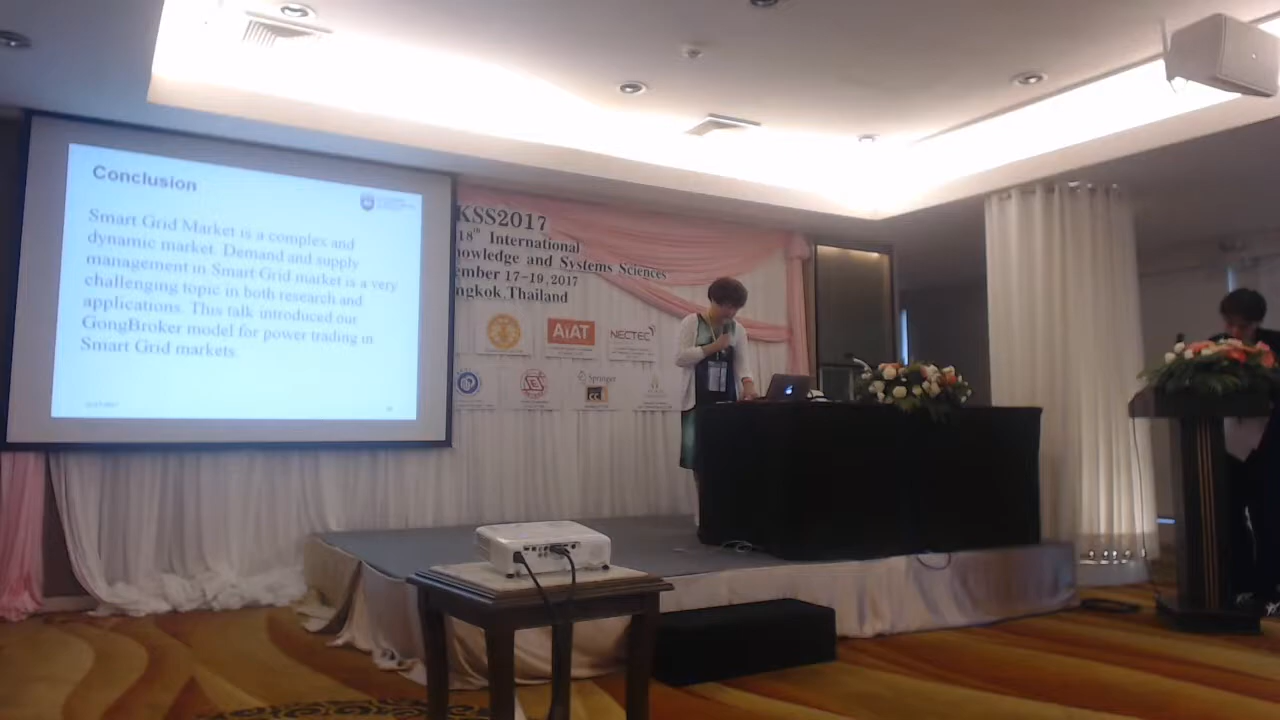 Conclusion
Smart Grid Market is a complex and
dynamic market. Demand and supply
management in Smart Grid market is a very
challenging topic in both research and
applications. This talk introduced our
GongBroker model for power trading in
Smart Grid markets.
KSS2017
18th International
owledge and Systems Sciences
ember 17-19,2017
ngkok,Thailand
AiAT
NECTEC
Springer